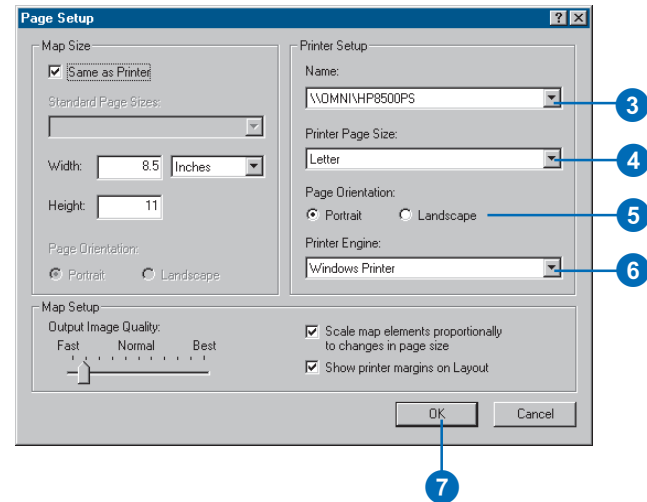 Page Setup
Map Size
Same as Printer
Standard Page Sizes:
Width: 8.5 Inches
Height: 11
Page Orientation:
Portrait Landscape
Printer Setup
Name:
\\OMNI\HP8500PS
3
Printer Page Size:
Letter
4
Page Orientation:
Portrait Landscape
5
Printer Engine:
Windows Printer
6
Map Setup
Output Image Quality:
Fast Normal Best
Scale map elements proportionally
to changes in page size
Show printer margins on Layout
OK Cancel
7